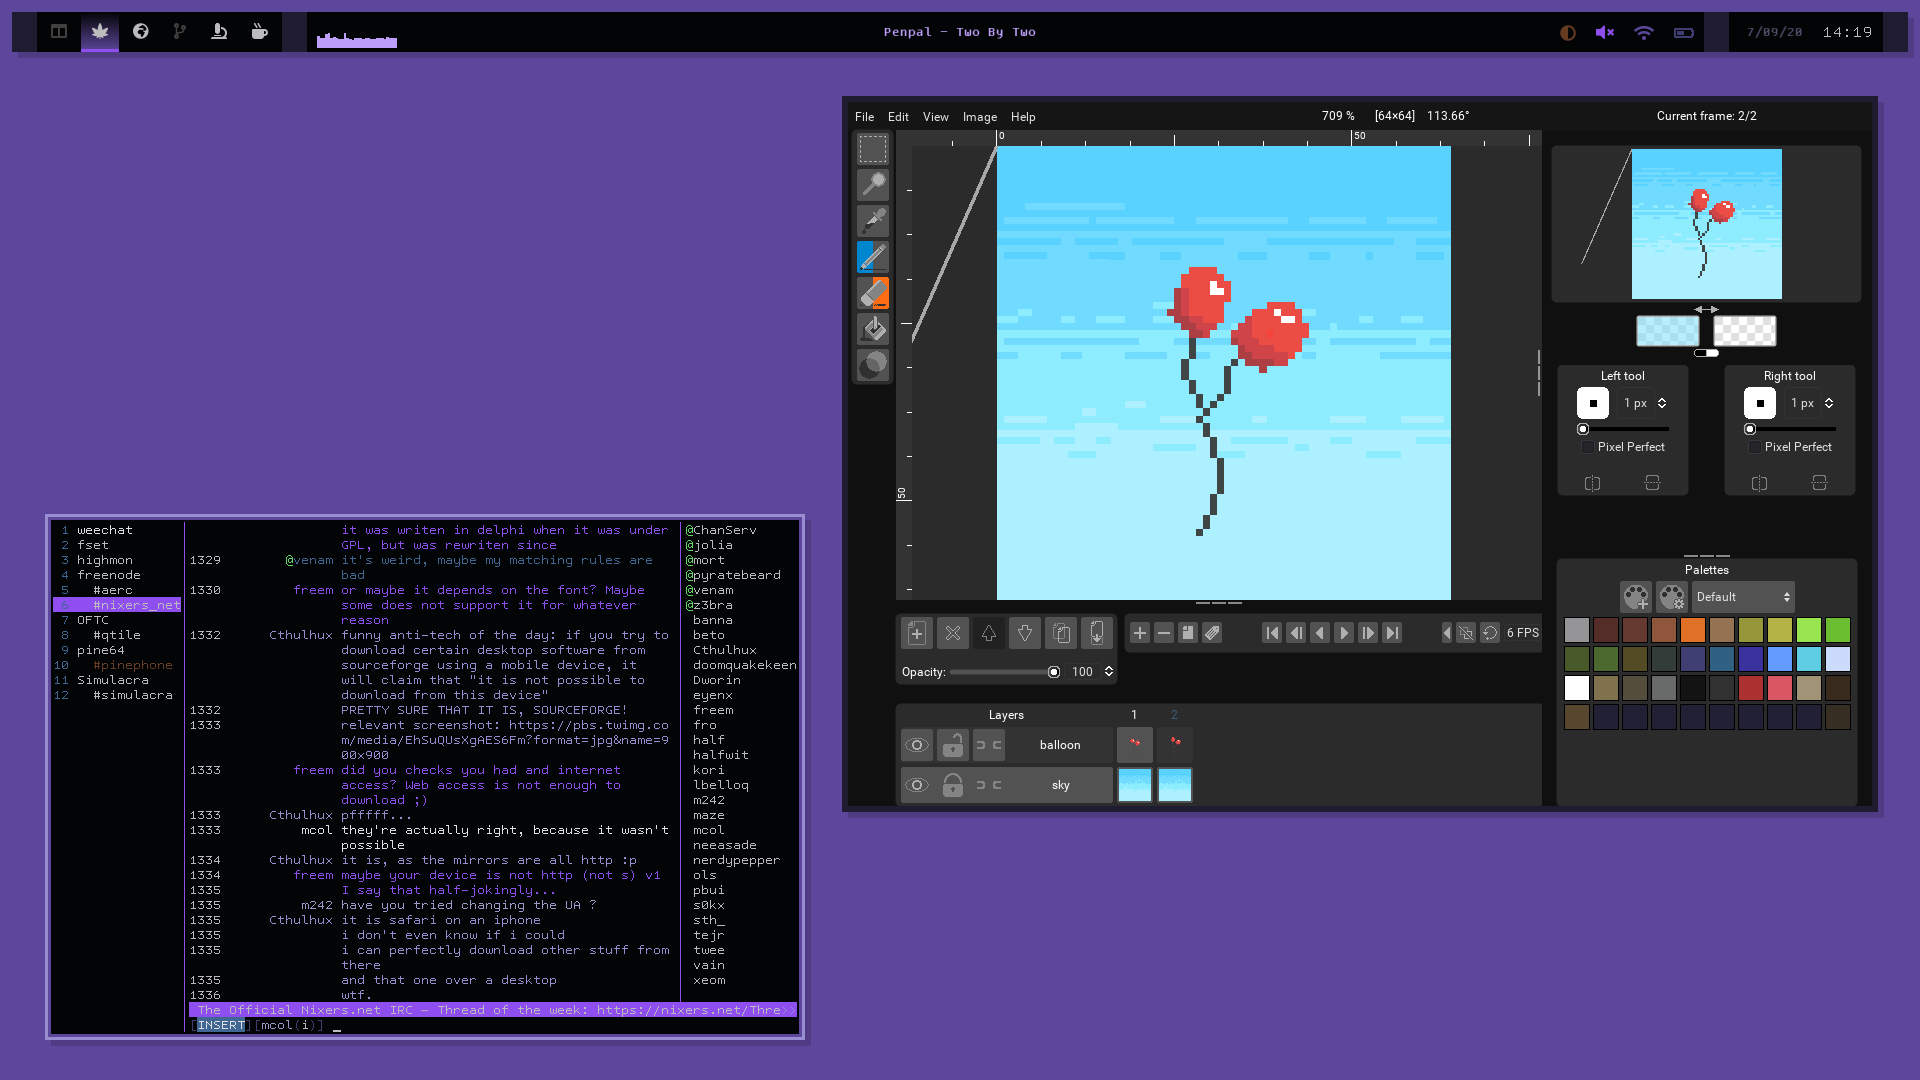 Penpal - Two By Two
7/09/20
14:19
File Edit View Image Help
709 % [64×64] 113.66°
Current frame: 2/2
0
50
50
Left tool
1 px
Pixel Perfect
Right tool
1 px
Pixel Perfect
Palettes
Default
6 FPS
Opacity:
100
Layers
1
2
balloon
sky
1 weechat
2 fset
3 highmon
4 freenode
5 #aerc
6 #nixers_net
7 OFTC
8 #qtile
9 pine64
10 #pinephone
11 Simulacra
12 #simulacra
it was writen in delphi when it was under
GPL, but was rewriten since
1329 @venam it's weird, maybe my matching rules are
bad
1330 freem or maybe it depends on the font? Maybe
some does not support it for whatever
reason
1332 Cthulhux funny anti-tech of the day: if you try to
download certain desktop software from
sourceforge using a mobile device, it
will claim that "it is not possible to
download from this device"
1332 PRETTY SURE THAT IT IS, SOURCEFORGE!
1333 relevant screenshot: https://pbs.twimg.co
m/media/EhSuQUsXgAES6Fm?format=jpg&name=9
00x900
1333 freem did you checks you had and internet
access? Web access is not enough to
download ;)
1333 Cthulhux pfffff...
1333 mcol they're actually right, because it wasn't
possible
1334 Cthulhux it is, as the mirrors are all http :p
1334 freem maybe your device is not http (not s) v1
1335 I say that half-jokingly...
1335 m242 have you tried changing the UA ?
1335 Cthulhux it is safari on an iphone
1335 i don't even know if i could
1335 i can perfectly download other stuff from
there
1335 and that one over a desktop
1336 wtf.
The Official Nixers.net IRC — Thread of the week: https://nixers.net/Thre>>
[INSERT][mcol(i)] _
@ChanServ
@jolia
@mort
@pyratebeard
@venam
@z3bra
banna
beto
Cthulhux
doomquakekeen
Dworin
eyenx
freem
fro
half
halfwit
kori
lbelloq
m242
maze
mcol
neeasade
nerdypepper
ols
pbui
s0kx
sth_
tejr
twee
vain
xeom